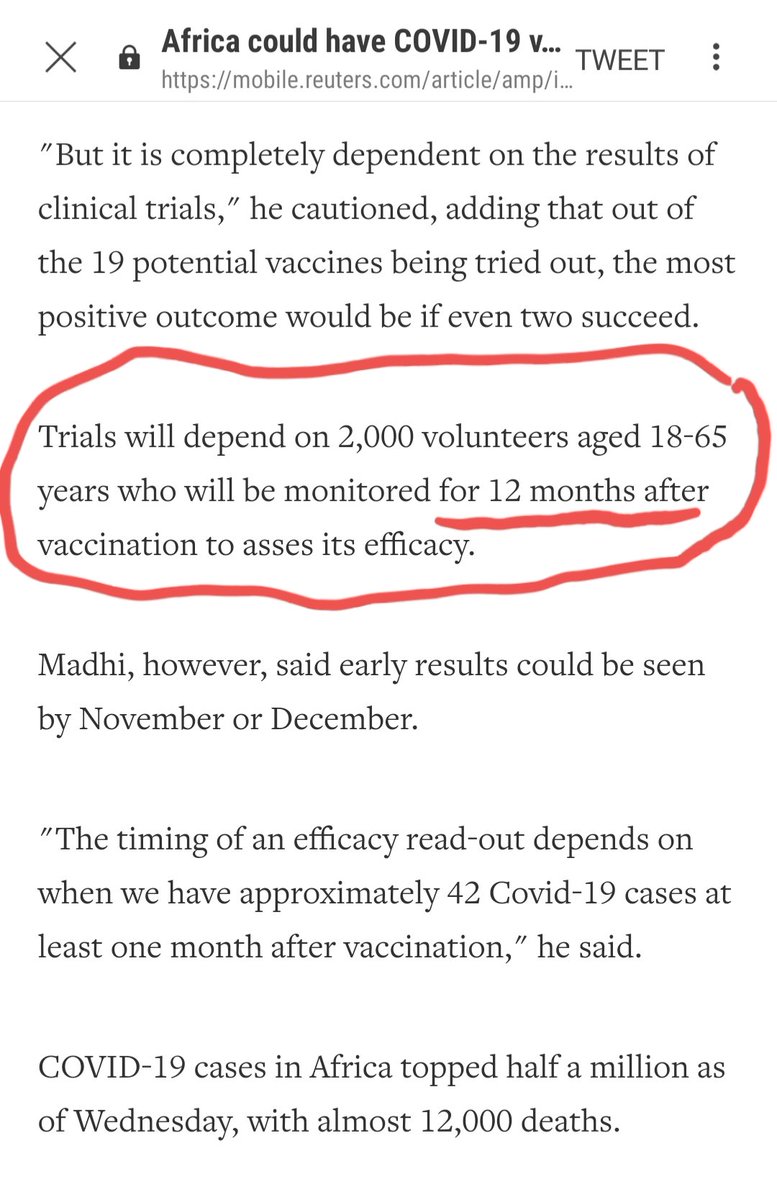 Africa could have COVID-19 v...
https://mobile.reuters.com/article/amp/i...
TWEET
"But it is completely dependent on the results of
clinical trials," he cautioned, adding that out of
the 19 potential vaccines being tried out, the most
positive outcome would be if even two succeed.
Trials will depend on 2,000 volunteers aged 18-65
years who will be monitored for 12 months after
vaccination to asses its efficacy.
Madhi, however, said early results could be seen
by November or December.
"The timing of an efficacy read-out depends on
when we have approximately 42 Covid-19 cases at
least one month after vaccination," he said.
COVID-19 cases in Africa topped half a million as
of Wednesday, with almost 12,000 deaths.